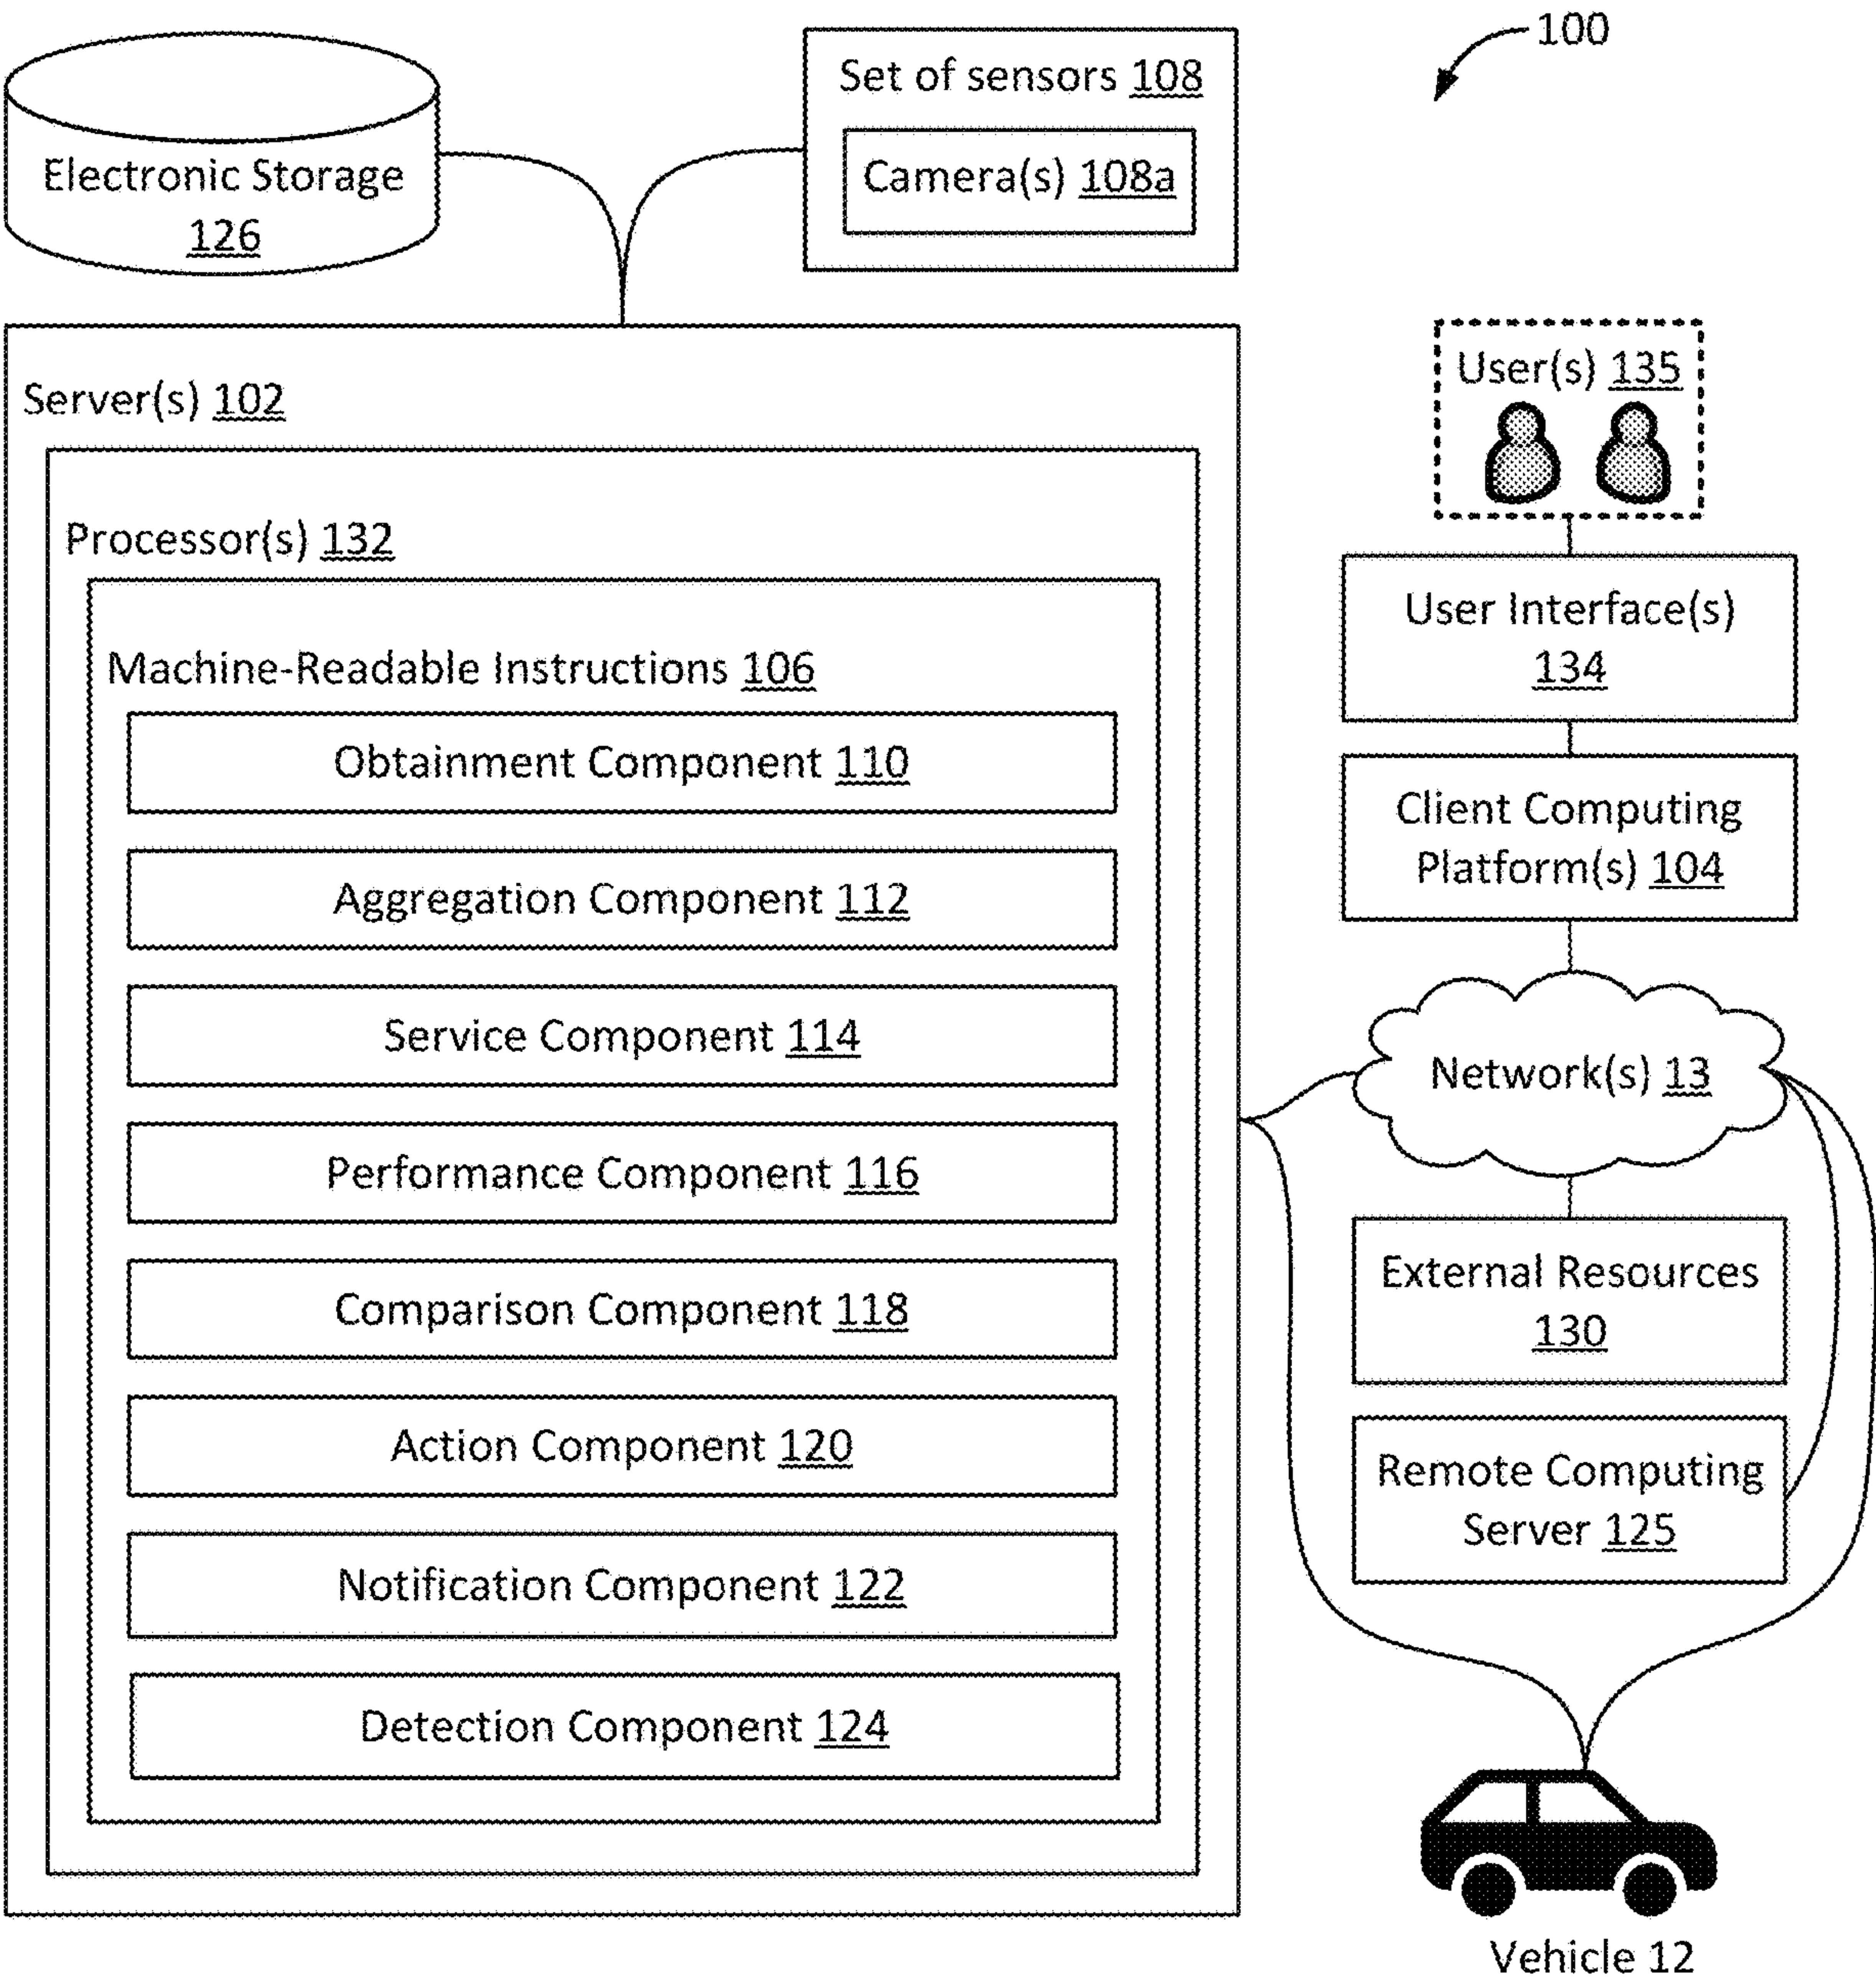 100
Electronic Storage
126
Set of sensors 108
Camera(s) 108a
Server(s) 102
Processor(s) 132
Machine-Readable Instructions 106
Obtainment Component 110
Aggregation Component 112
Service Component 114
Performance Component 116
Comparison Component 118
Action Component 120
Notification Component 122
Detection Component 124
User(s) 135
User Interface(s)
134
Client Computing
Platform(s) 104
Network(s) 13
External Resources
130
Remote Computing
Server 125
Vehicle 12